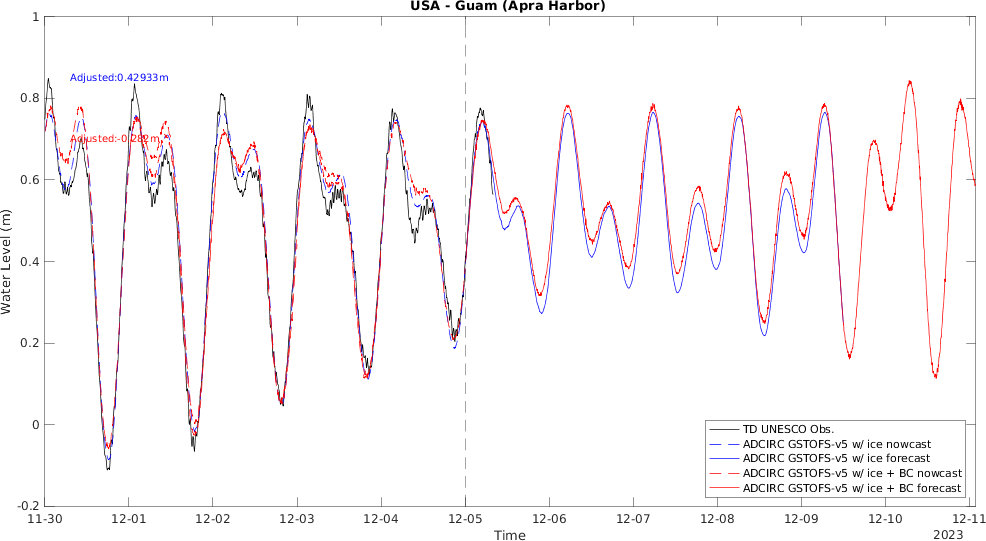 USA - Guam (Apra Harbor)
1
0.8
0.6
0.4
0.2
0
-0.2
Water Level (m)
Adjusted:0.42933m
Adjusted:-0.282m
TD UNESCO Obs.
ADCIRC GSTOFS-v5 w/ ice nowcast
ADCIRC GSTOFS-v5 w/ ice forecast
ADCIRC GSTOFS-v5 w/ ice + BC nowcast
ADCIRC GSTOFS-v5 w/ ice + BC forecast
11-30 12-01 12-02 12-03 12-04 12-05 12-06 12-07 12-08 12-09 12-10 12-11
Time
2023